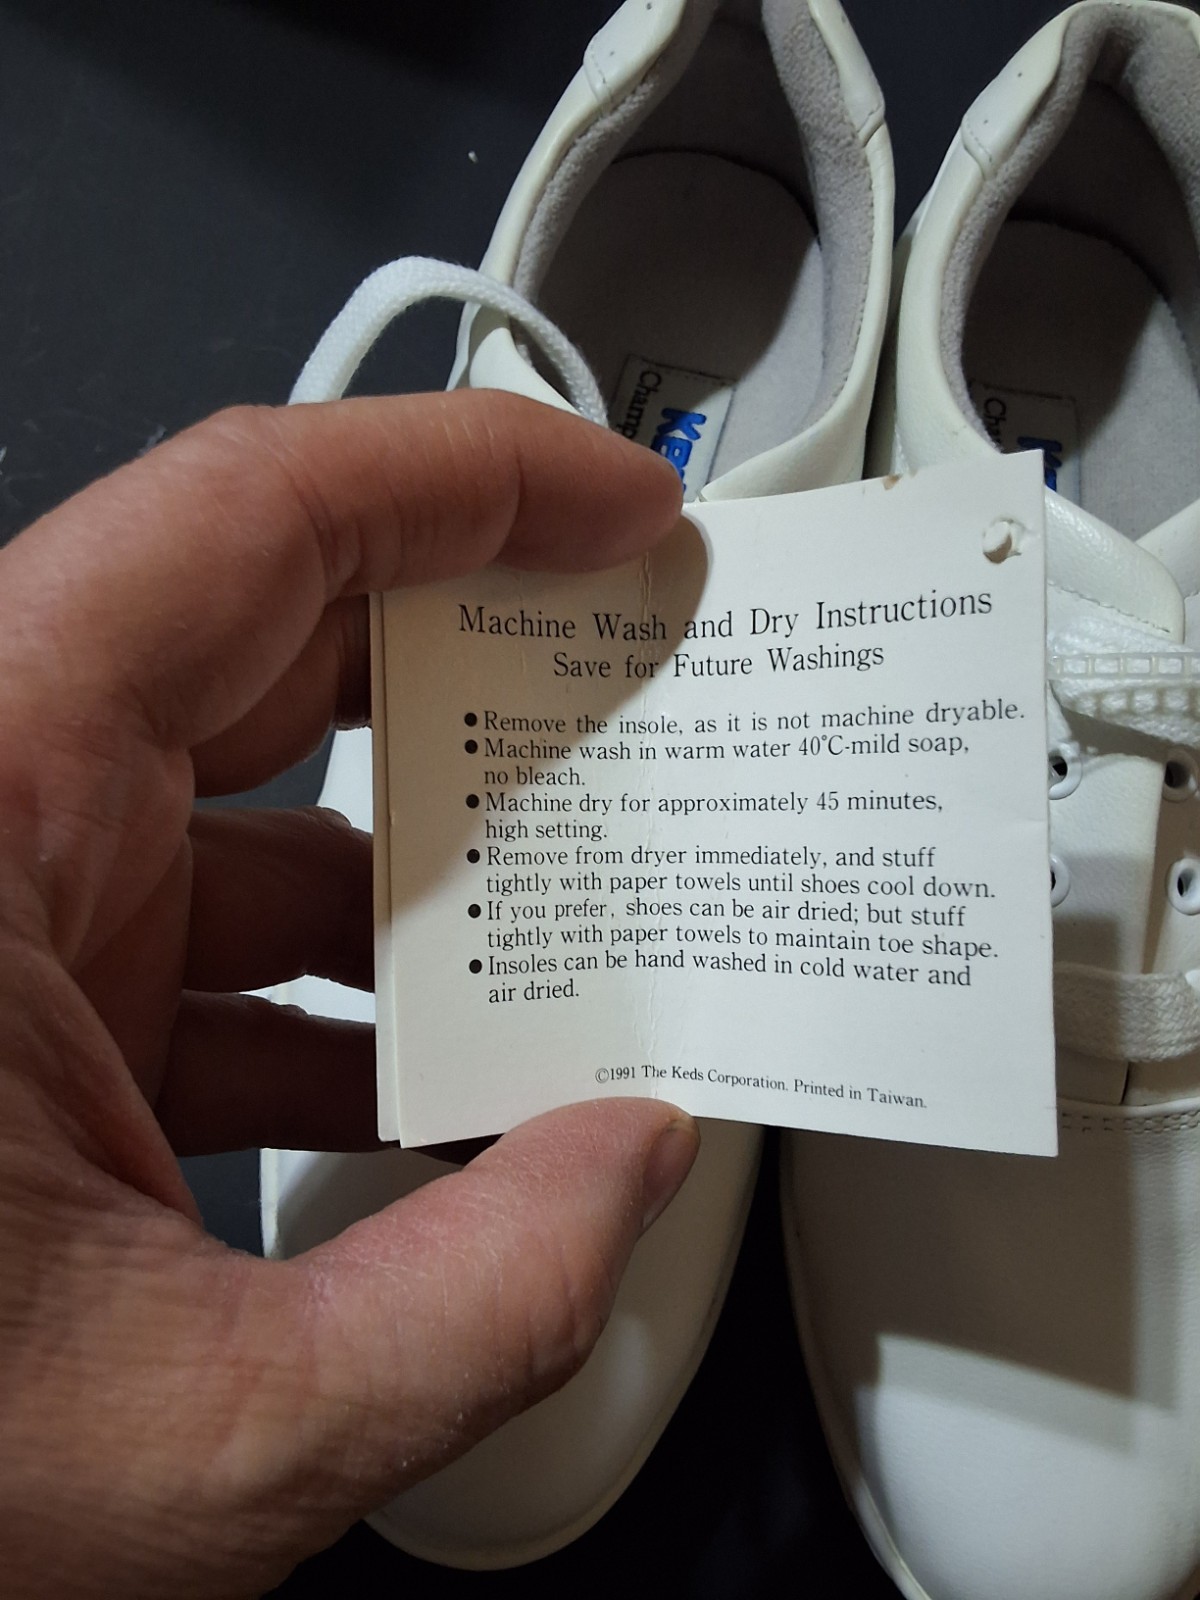 Machine Wash and Dry Instructions
Save for Future Washings
● Remove the insole, as it is not machine dryable.
● Machine wash in warm water 40°C-mild soap,
no bleach.
● Machine dry for approximately 45 minutes,
high setting.
● Remove from dryer immediately, and stuff
tightly with paper towels until shoes cool down.
● If you prefer, shoes can be air dried; but stuff
tightly with paper towels to maintain toe shape.
● Insoles can be hand washed in cold water and
air dried.
©1991 The Keds Corporation. Printed in Taiwan.